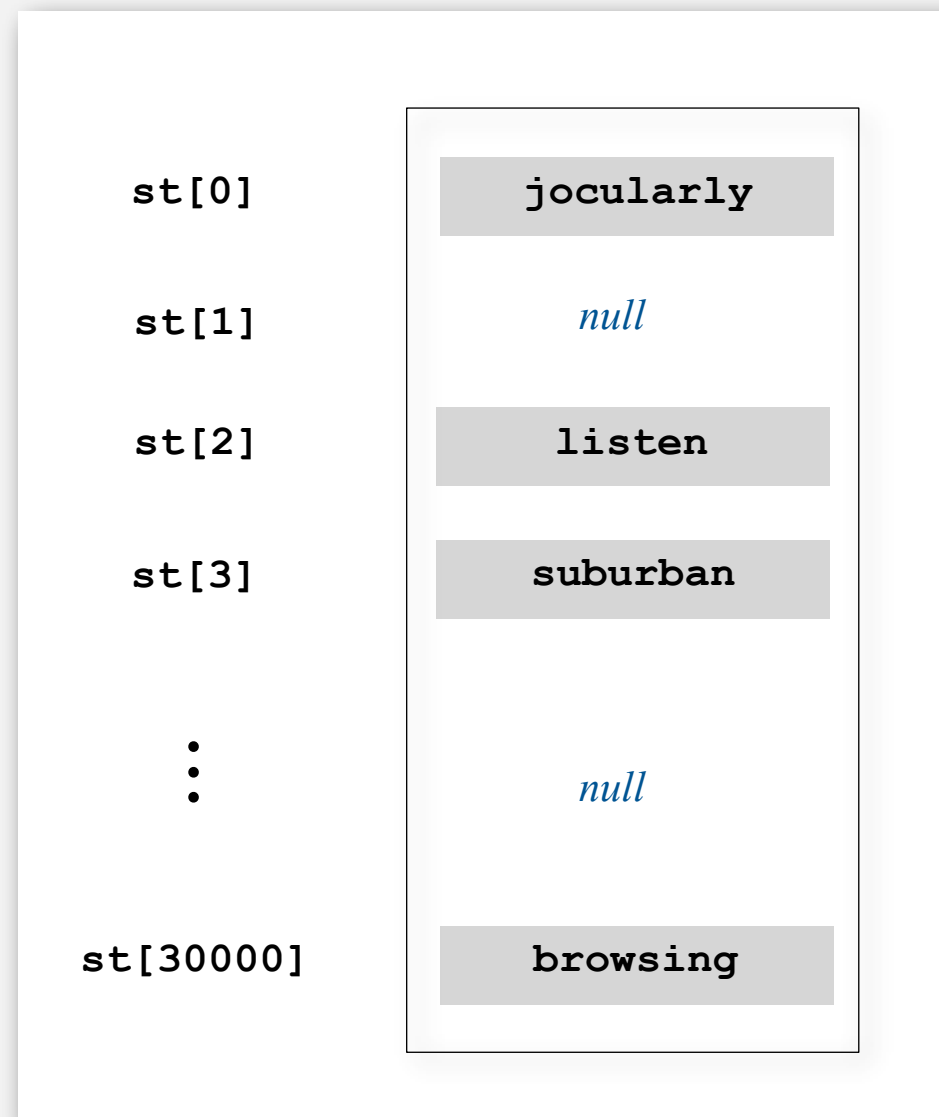 st[0] jocularly
st[1] null
st[2] listen
st[3] suburban
null
st[30000] browsing